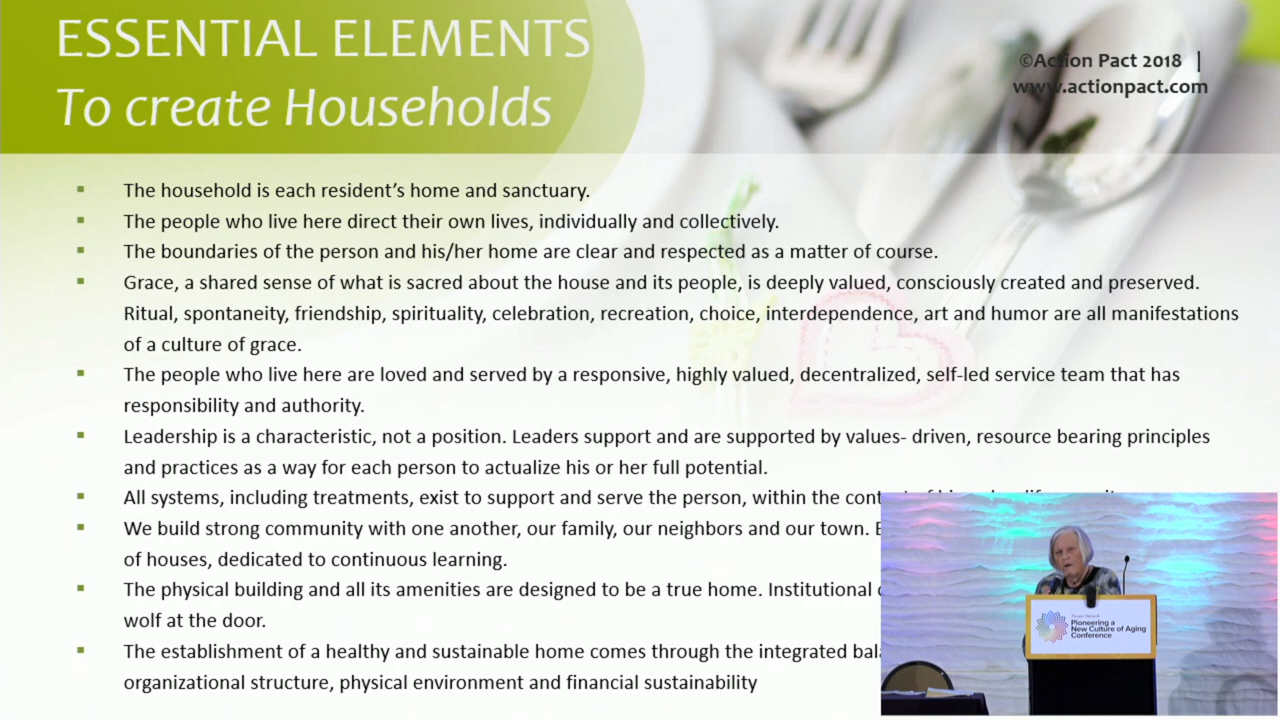 ESSENTIAL ELEMENTS
To create Households
©Action Pact 2018 |
www.actionpact.com
▪ The household is each resident’s home and sanctuary.
▪ The people who live here direct their own lives, individually and collectively.
▪ The boundaries of the person and his/her home are clear and respected as a matter of course.
▪ Grace, a shared sense of what is sacred about the house and its people, is deeply valued, consciously created and preserved.
Ritual, spontaneity, friendship, spirituality, celebration, recreation, choice, interdependence, art and humor are all manifestations
of a culture of grace.
▪ The people who live here are loved and served by a responsive, highly valued, decentralized, self-led service team that has
responsibility and authority.
▪ Leadership is a characteristic, not a position. Leaders support and are supported by values- driven, resource bearing principles
and practices as a way for each person to actualize his or her full potential.
▪ All systems, including treatments, exist to support and serve the person, within the
▪ We build strong community with one another, our family, our neighbors and our town.
of houses, dedicated to continuous learning.
▪ The physical building and all its amenities are designed to be a true home. Institutional
wolf at the door.
▪ The establishment of a healthy and sustainable home comes through the integrated
organizational structure, physical environment and financial sustainability
Pioneering a
New Culture of Aging
Conference